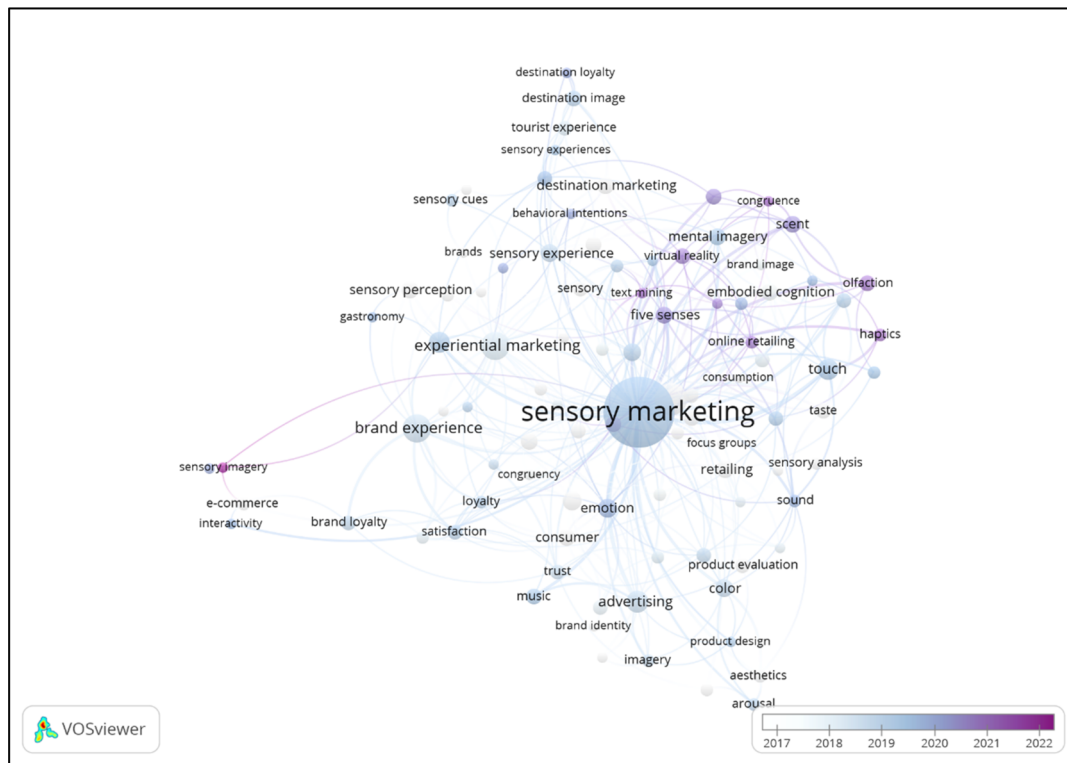 destination loyalty
destination image
tourist experience
sensory experiences
destination marketing
sensory cues
congruence
behavioral intentions
scent
mental imagery
brands
sensory experience
virtual reality
brand image
sensory perception
sensory
text mining
embodied cognition
olfaction
gastronomy
five senses
experiential marketing
online retailing
haptics
consumption
touch
sensory marketing
taste
brand experience
focus groups
sensory imagery
congruency
retailing
sensory analysis
e-commerce
loyalty
emotion
sound
interactivity
brand loyalty
satisfaction
consumer
trust
product evaluation
music
advertising
color
brand identity
product design
imagery
aesthetics
arousal
VOSviewer
2017 2018 2019 2020 2021 2022